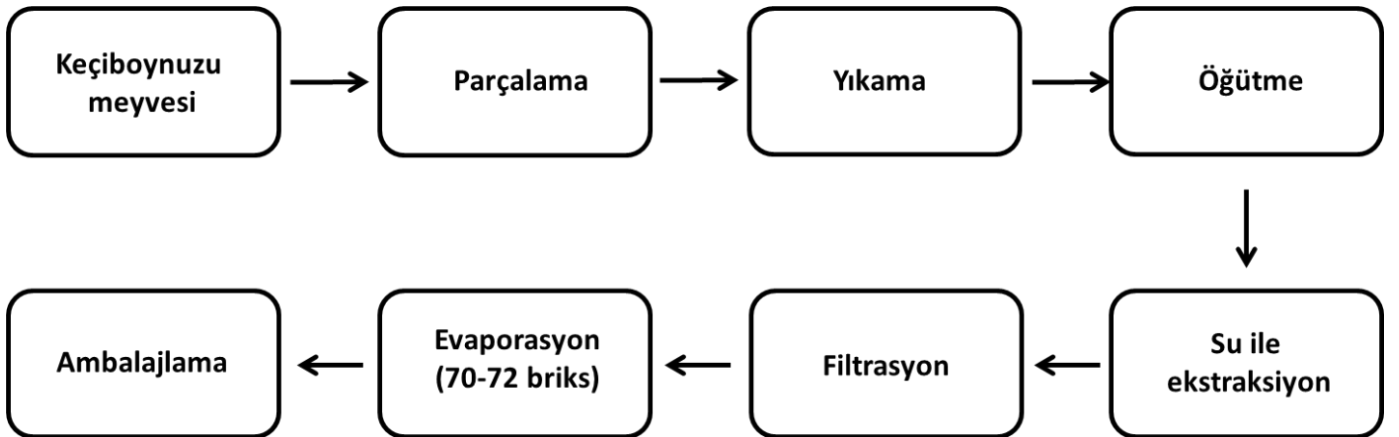 Keçiboynuzu
meyvesi
Parçalama
Yıkama
Öğütme
Su ile
ekstraksiyon
Filtrasyon
Evaporasyon
(70-72 briks)
Ambalajlama